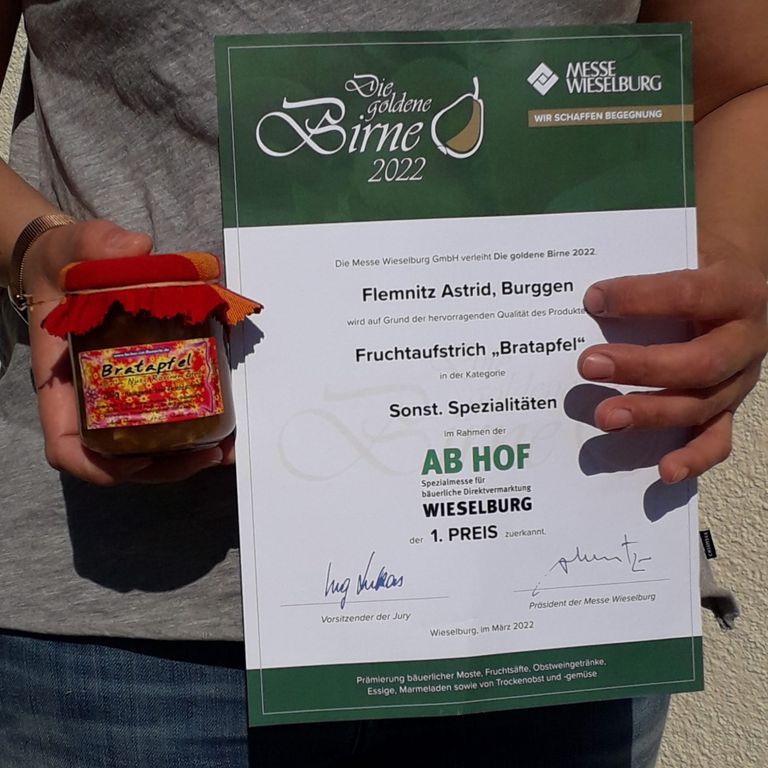 Die
goldene
Birne
2022
MESSE
WIESELBURG
WIR SCHAFFEN BEGEGNUNG
Die Messe Wieselburg GmbH verleiht Die goldene Birne 2022.
Flemnitz Astrid, Burggen
wird auf Grund der hervorragenden Qualität des Produktes
Fruchtaufstrich „Bratapfel“
in der Kategorie
Sonst. Spezialitäten
im Rahmen der
AB HOF
Spezialmesse für
bäuerliche Direktvermarktung
WIESELBURG
der 1. PREIS zuerkannt.
Vorsitzender der Jury
Präsident der Messe Wieselburg
Wieselburg, im März 2022
Prämierung bäuerlicher Moste, Fruchtsäfte, Obstweingetränke,
Essige, Marmeladen sowie von Trockenobst und -gemüse
Bratapfel